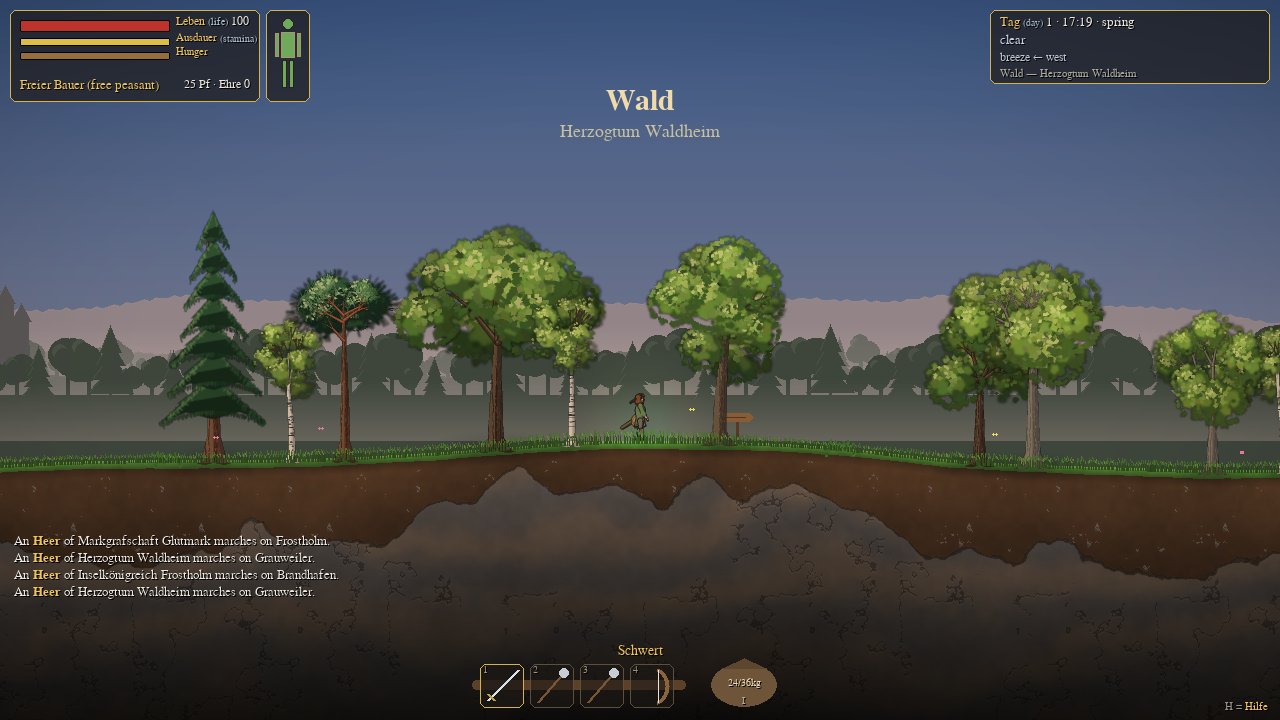 Leben (life) 100
Ausdauer (stamina)
Hunger
Freier Bauer (free peasant) 25 Pf · Ehre 0
Tag (day) 1 · 17:19 · spring
clear
breeze ← west
Wald — Herzogtum Waldheim
Wald
Herzogtum Waldheim
An Heer of Markgrafschaft Glutmark marches on Frostholm.
An Heer of Herzogtum Waldheim marches on Grauweiler.
An Heer of Inselkönigreich Frostholm marches on Brandhafen.
An Heer of Herzogtum Waldheim marches on Grauweiler.
Schwert
1 2 3 4
24/36kg
I
H = Hilfe